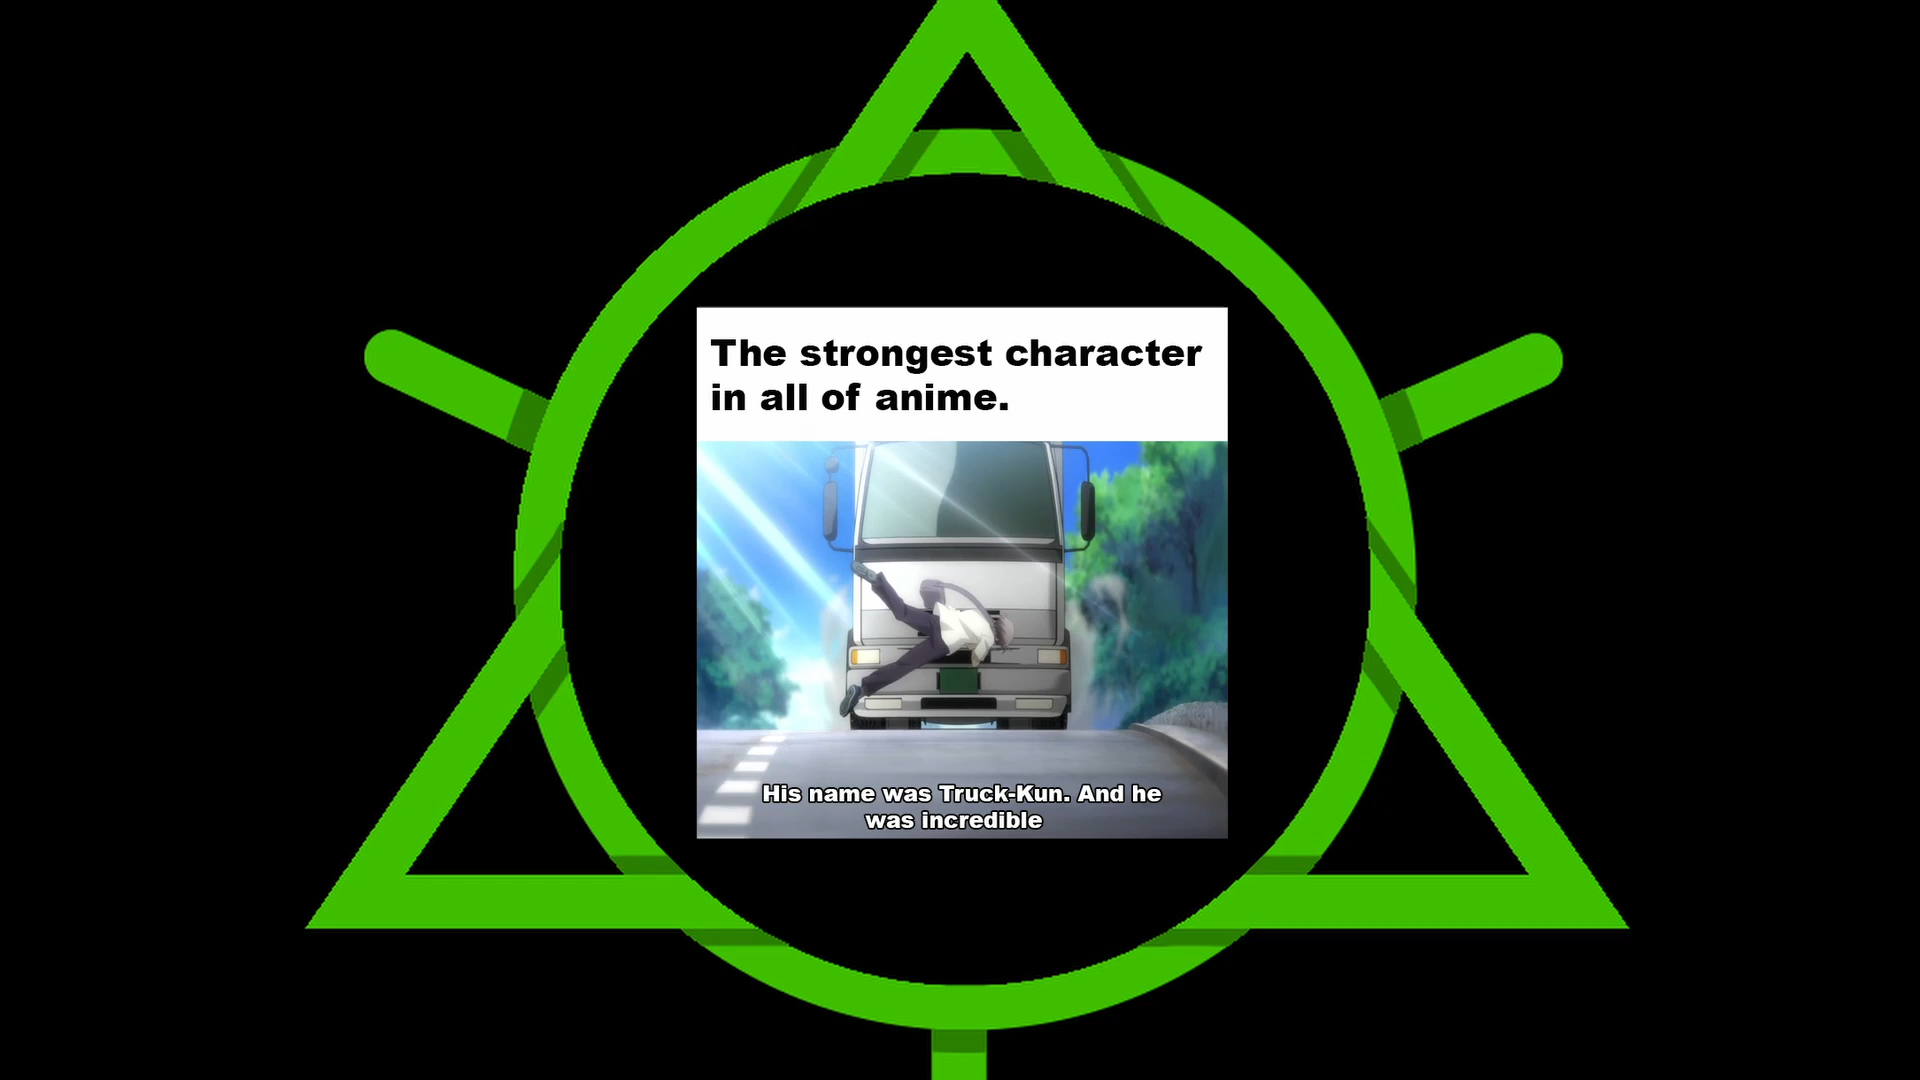 The strongest character
in all of anime.
His name was Truck-Kun. And he
was incredible